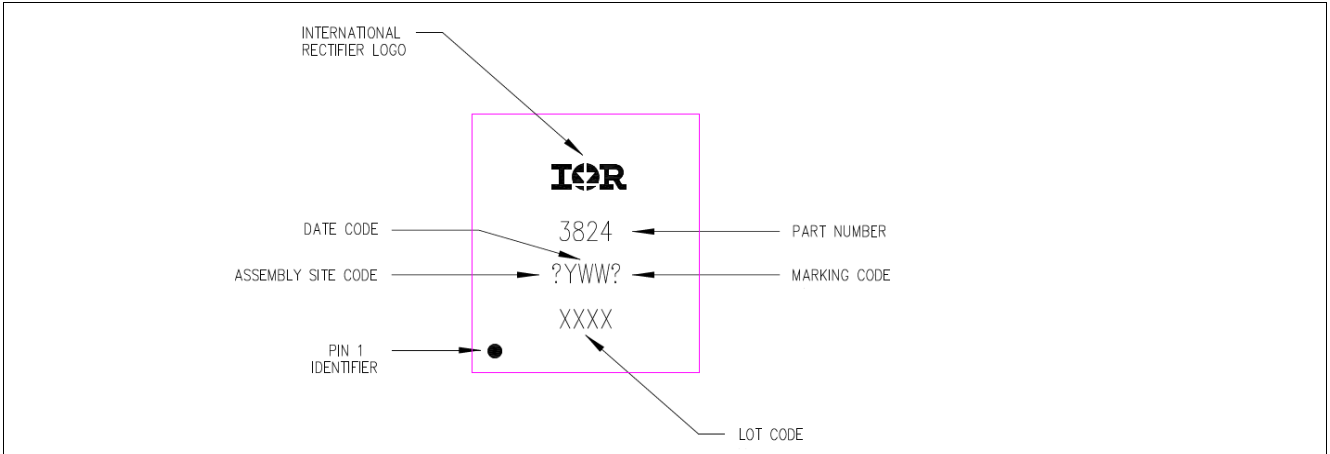 INTERNATIONAL
RECTIFIER LOGO
IOR
DATE CODE
3824
PART NUMBER
ASSEMBLY SITE CODE
?YWW?
MARKING CODE
XXXX
PIN 1
IDENTIFIER
LOT CODE